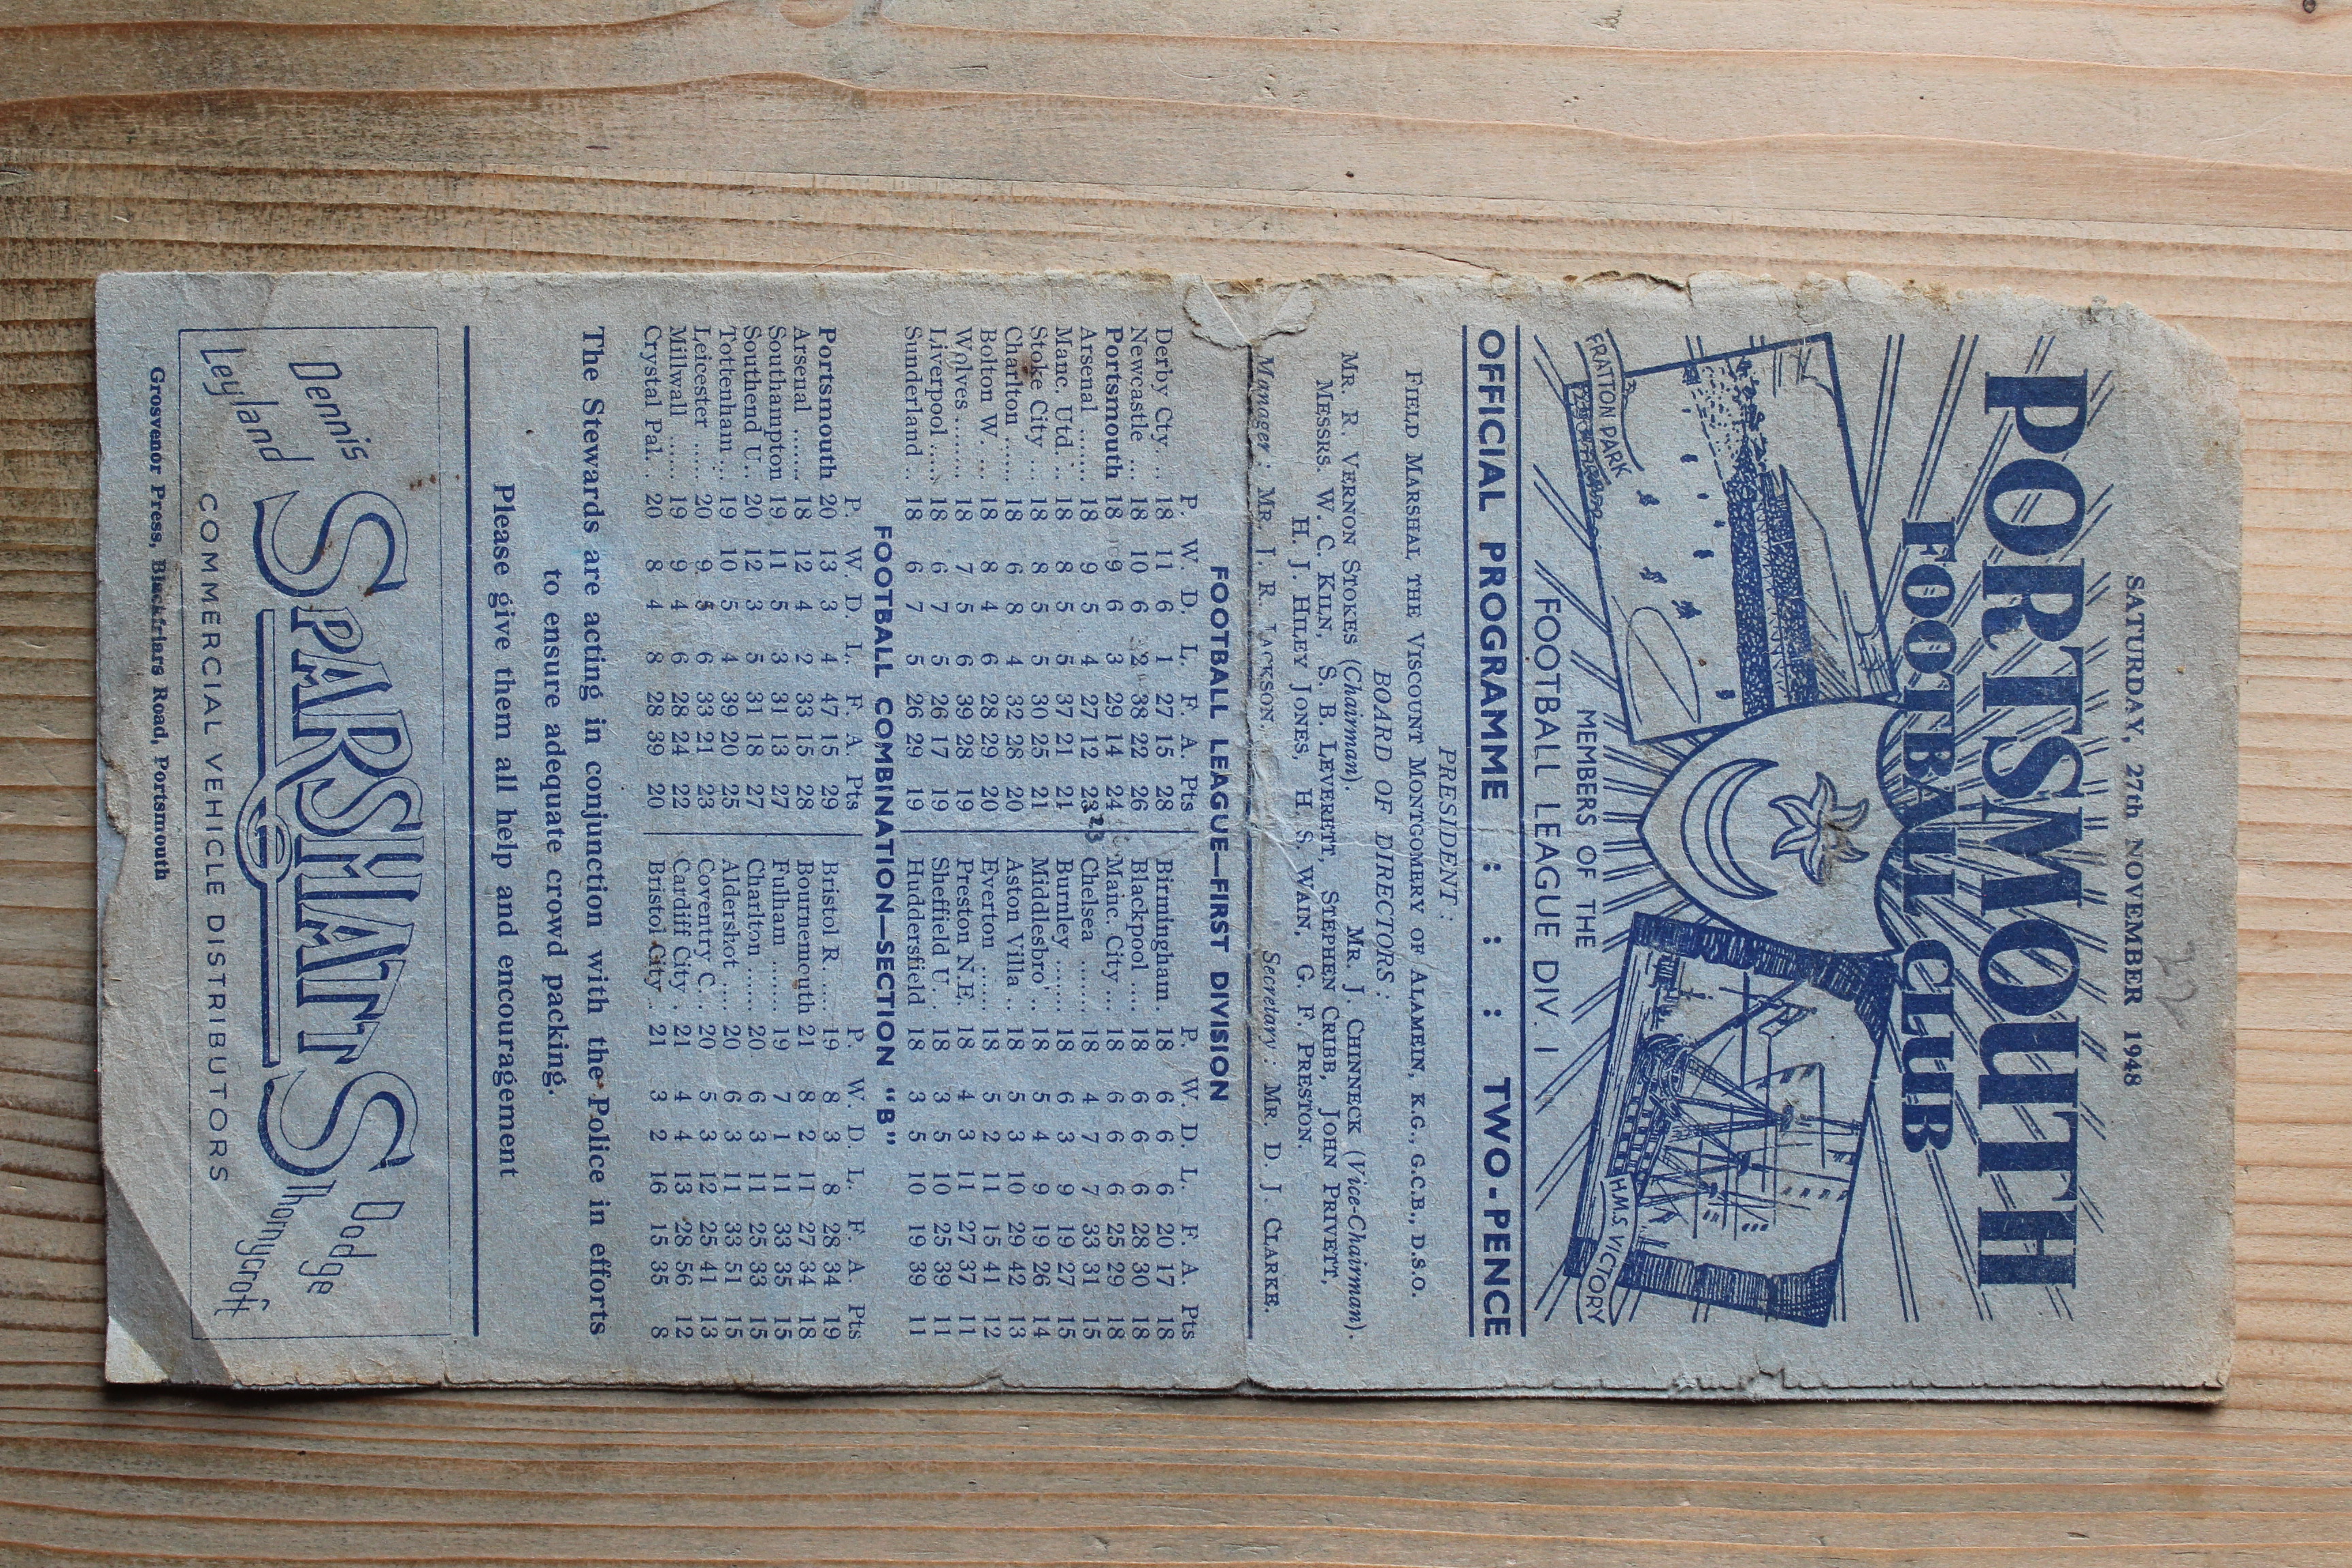 22
SATURDAY, 27th NOVEMBER 1948
PORTSMOUTH
FOOTBALL CLUB
FRATTON PARK
H.M.S. VICTORY
MEMBERS OF THE
FOOTBALL LEAGUE DIV. I
OFFICIAL PROGRAMME : : : TWO-PENCE
PRESIDENT:
FIELD MARSHAL THE VISCOUNT MONTGOMERY OF ALAMEIN, K.G., G.C.B., D.S.O.
BOARD OF DIRECTORS:
MR. R. VERNON STOKES (Chairman). MR. J. CHINNECK (Vice-Chairman).
MESSRS. W. C. KILN, S. B. LEVERETT, STEPHEN CRIBB, JOHN PRIVETT,
H. J. HILEY JONES, H. S. WAIN, G. F. PRESTON.
Manager: MR. J. R. JACKSON. Secretary: MR. D. J. CLARKE.
FOOTBALL LEAGUE—FIRST DIVISION
P. W. D. L. F. A. Pts P. W. D. L. F. A. Pts
Derby Cty ... 18 11 6 1 27 15 28 Birmingham . 18 6 6 6 20 17 18
Newcastle ... 18 10 6 2 38 22 26 Blackpool .... 18 6 6 6 28 30 18
Portsmouth 18 9 6 3 29 14 24 Manc. City ... 18 6 6 6 25 29 18
Arsenal ....... 18 9 5 4 27 12 23 23 Chelsea ....... 18 4 7 7 33 31 15
Manc. Utd. .. 18 8 5 5 37 21 21 Burnley ....... 18 6 3 9 19 27 15
Stoke City ... 18 8 5 5 30 25 21 Middlesbro' .. 18 5 4 9 19 26 14
Charlton ...... 18 6 8 4 32 28 20 Aston Villa .. 18 5 3 10 29 42 13
Bolton W. ... 18 8 4 6 28 29 20 Everton ...... 18 5 2 11 15 41 12
Wolves ......... 18 7 5 6 39 28 19 Preston N.E. 18 4 3 11 27 37 11
Liverpool ..... 18 6 7 5 26 17 19 Sheffield U. . 18 3 5 10 25 39 11
Sunderland .. 18 6 7 5 26 29 19 Huddersfield 18 3 5 10 19 39 11
FOOTBALL COMBINATION—SECTION "B"
P. W. D. L. F. A. Pts P. W. D. L. F. A. Pts
Portsmouth 20 13 3 4 47 15 29 Bristol R. ..... 19 8 3 8 28 34 19
Arsenal ....... 18 12 4 2 33 15 28 Bournemouth 21 8 2 11 27 34 18
Southampton 19 11 5 3 31 13 27 Fulham ....... 19 7 1 11 33 35 15
Southend U.. 20 12 3 5 31 18 27 Charlton ...... 20 6 3 11 25 33 15
Tottenham .. 19 10 5 4 39 20 25 Aldershot .... 20 6 3 11 33 51 15
Leicester ...... 20 9 5 6 33 21 23 Coventry C... 20 5 3 12 25 41 13
Millwall ....... 19 9 4 6 28 24 22 Cardiff City . 21 4 4 13 28 56 12
Crystal Pal. . 20 8 4 8 28 39 20 Bristol City .. 21 3 2 16 15 35 8
The Stewards are acting in conjunction with the Police in efforts
to ensure adequate crowd packing.
Please give them all help and encouragement
Dennis Dodge
SPARSHATTS
Leyland Thornycroft
COMMERCIAL VEHICLE DISTRIBUTORS
Grosvenor Press, Blackfriars Road, Portsmouth